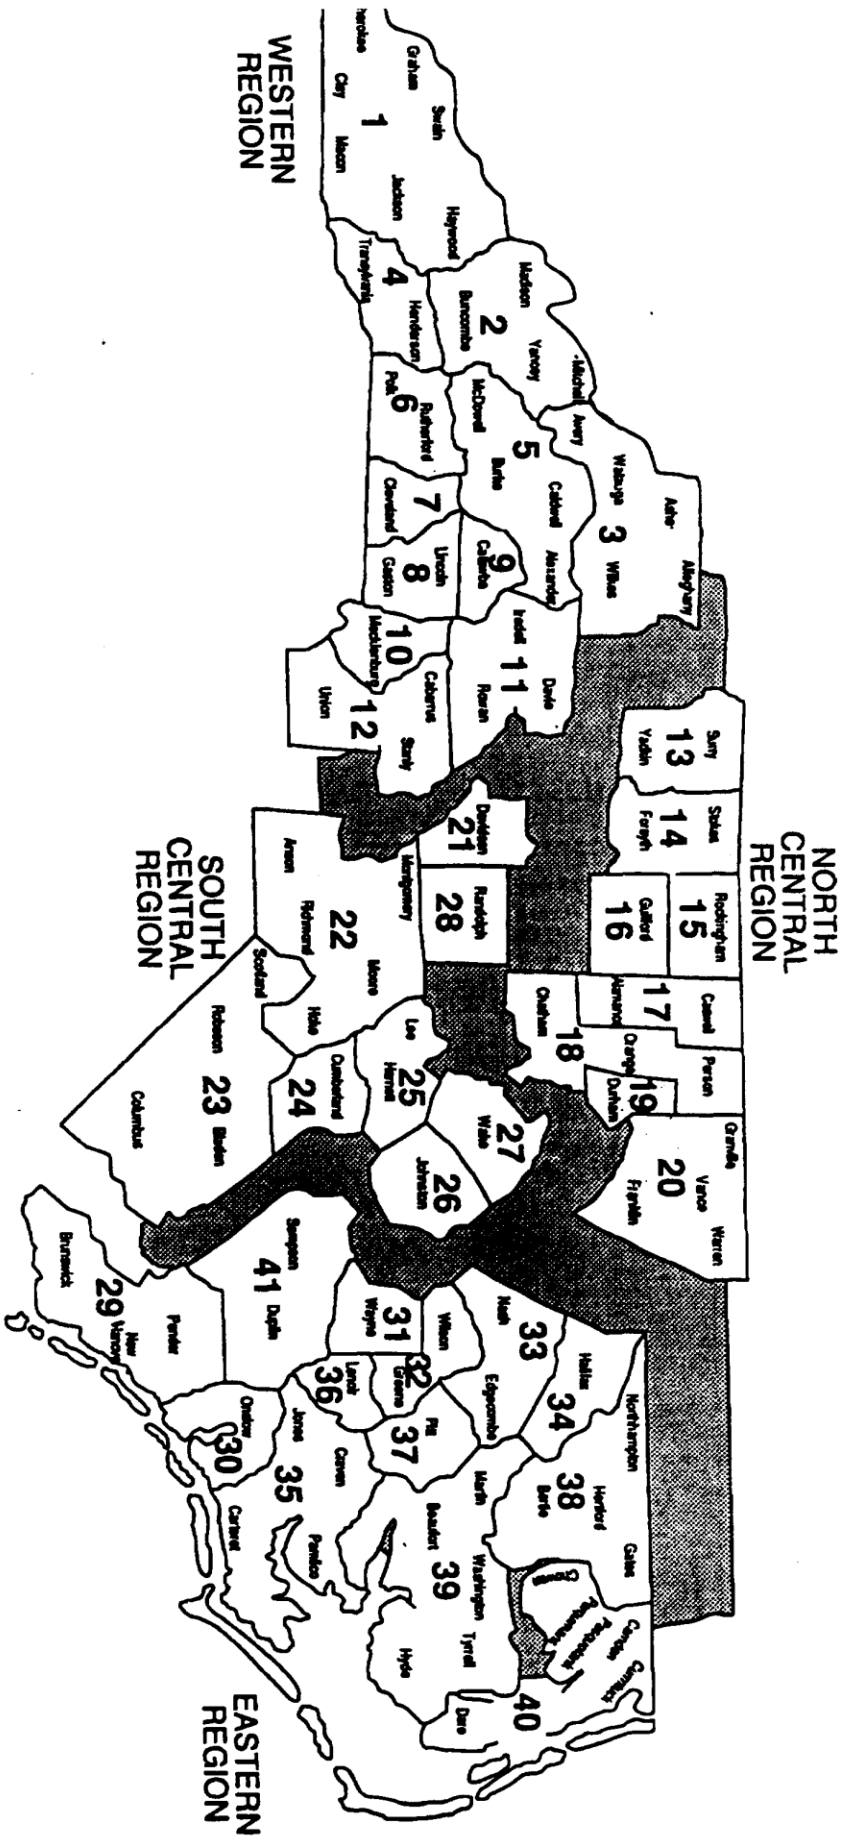 WESTERN
REGION
NORTH
CENTRAL
REGION
SOUTH
CENTRAL
REGION
EASTERN
REGION
herokee
Graham
Clay
1
Swain
Macon
Jackson
Haywood
4
Transylvania
Henderson
Madison
2
Buncombe
Yancey
Mitchell
Avery
Watauga
Ashe
Alleghany
3
Wilkes
McDowell
5
Burke
Caldwell
Alexander
Polk
6
Rutherford
7
Cleveland
Lincoln
8
Gaston
9
Catawba
10
Mecklenburg
Iredell
11
Davie
Rowan
Cabarrus
12
Union
Stanly
Surry
13
Yadkin
Stokes
14
Forsyth
Rockingham
15
Guilford
16
Caswell
17
Alamance
Chatham
18
Orange
Person
19
Durham
Granville
Vance
20
Franklin
Warren
Davidson
21
Randolph
28
Montgomery
Anson
22
Richmond
Moore
Scotland
Hoke
Robeson
23
Bladen
Columbus
Cumberland
24
Lee
25
Harnett
Johnston
26
Wake
27
Brunswick
29
New
Hanover
Pender
Onslow
30
Sampson
41
Duplin
31
Wayne
Wilson
32
Greene
Nash
33
Edgecombe
Halifax
34
Northhampton
Lenoir
36
Jones
35
Craven
Carteret
Pamlico
Pitt
37
Hertford
38
Bertie
Gates
Martin
Beaufort
39
Washington
Tyrrell
Hyde
Dare
40
Perquimans
Pasquotank
Camden
Currituck